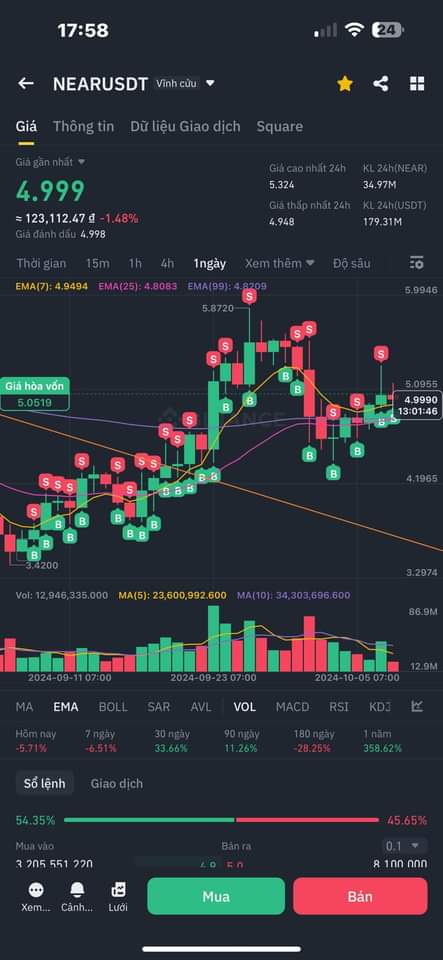 17:58
24
NEARUSDT Vĩnh cửu
Giá Thông tin Dữ liệu Giao dịch Square
Giá gần nhất
4.999
≈ 123,112.47 ₫ -1.48%
Giá đánh dấu 4.998
Giá cao nhất 24h KL 24h(NEAR)
5.324 34.97M
Giá thấp nhất 24h KL 24h(USDT)
4.948 179.31M
Thời gian 15m 1h 4h 1ngày Xem thêm Độ sâu
EMA(7): 4.9494 EMA(25): 4.8083 EMA(99): 4.8209
5.9946
5.8720
S
S
S
S
S
S
S
Giá hòa vốn
5.0519
5.0955
4.9990
13:01:46
B
B
B
B
BINANCE
S
S
S
S
S
B
B
B
B
S
S
S
S
S
S
S
S
B
B
B
B
B
4.1965
S
B
B
B
B
B
B
B
B
B
3.4200
3.2974
Vol: 12,946,335.000 MA(5): 23,600,992.600 MA(10): 34,303,696.600
86.9M
12.9M
2024-09-11 07:00 2024-09-23 07:00 2024-10-05 07:00
MA EMA BOLL SAR AVL VOL MACD RSI KDJ
Hôm nay 7 ngày 30 ngày 90 ngày 180 ngày 1 năm
-5.71% -6.51% 33.66% 11.26% -28.25% 358.62%
Sổ lệnh Giao dịch
54.35% 45.65%
Mua vào Bán ra 0.1
3,205,551,220 4.9 5.0 8,100,000
Xem... Cảnh... Lưới
Mua Bán